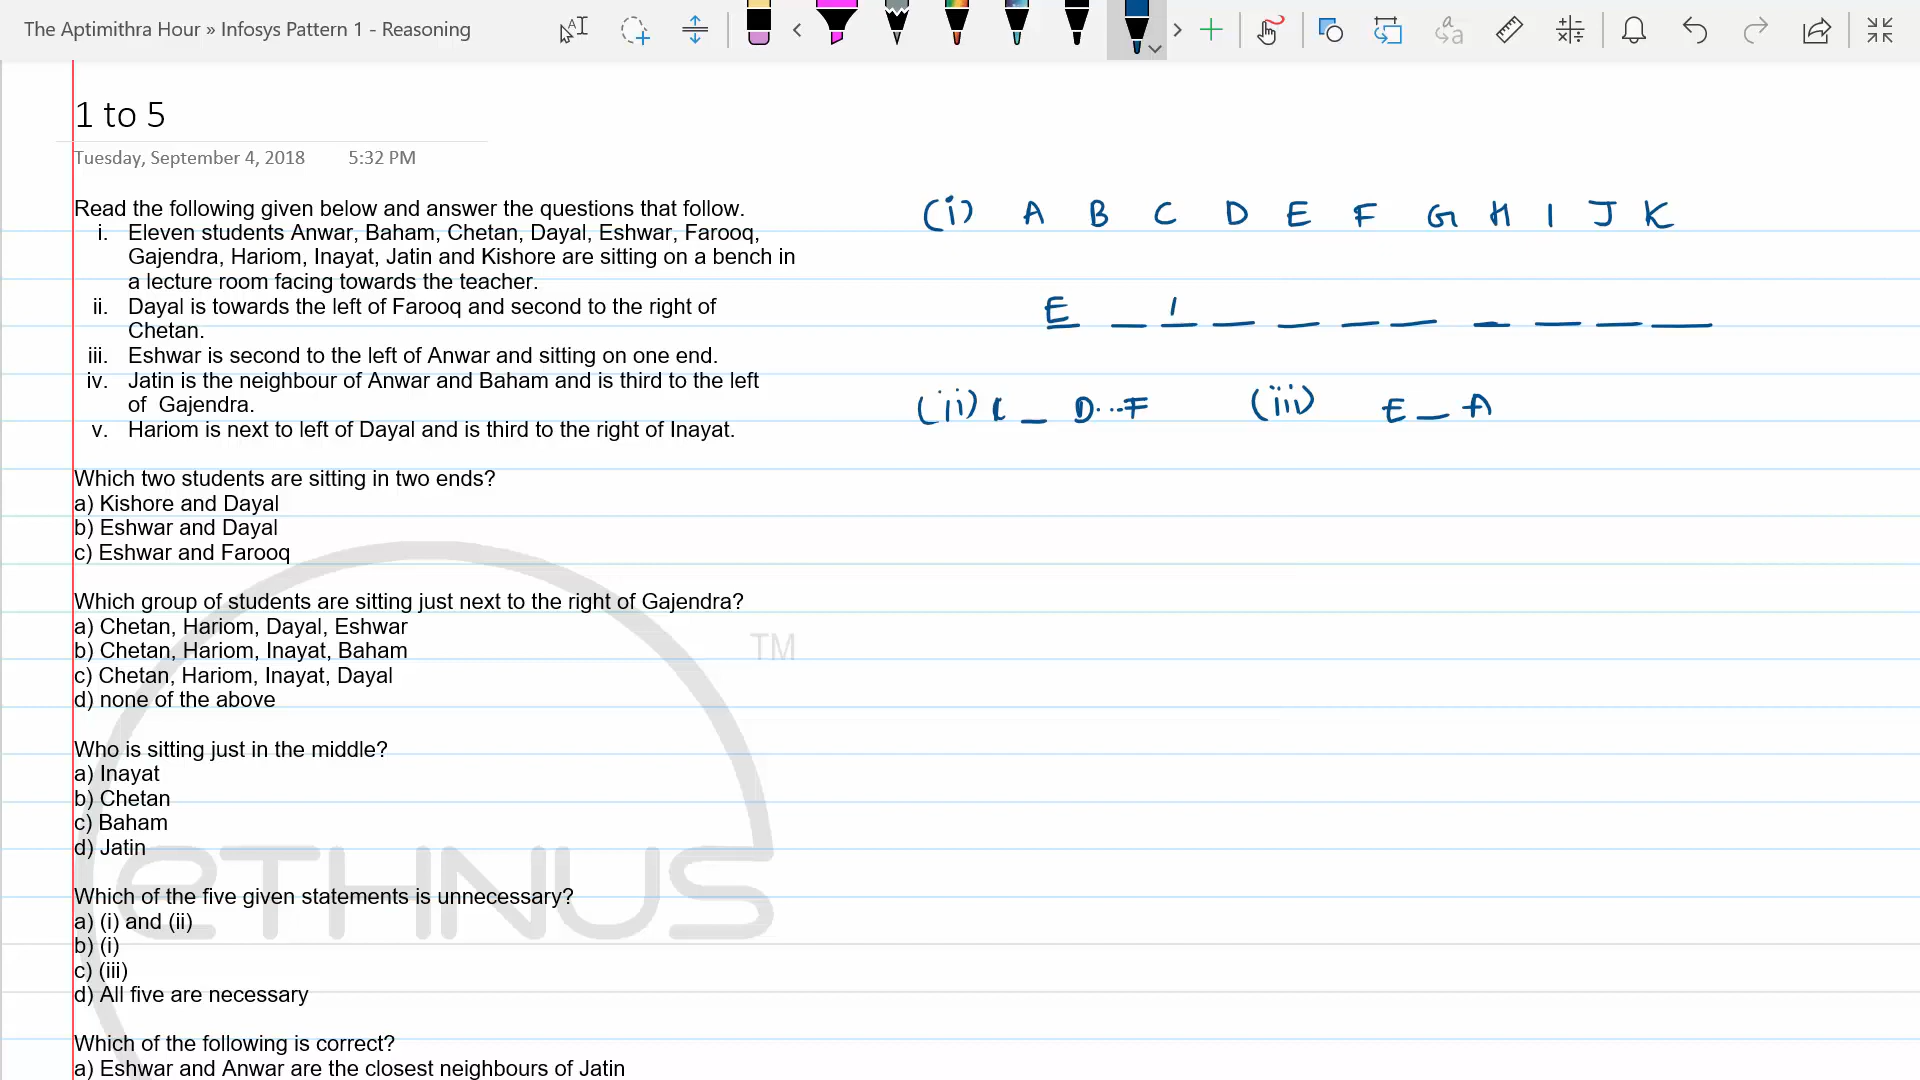 The Aptimithra Hour » Infosys Pattern 1 - Reasoning
1 to 5
Tuesday, September 4, 2018 5:32 PM
Read the following given below and answer the questions that follow.
i. Eleven students Anwar, Baham, Chetan, Dayal, Eshwar, Farooq,
Gajendra, Hariom, Inayat, Jatin and Kishore are sitting on a bench in
a lecture room facing towards the teacher.
ii. Dayal is towards the left of Farooq and second to the right of
Chetan.
iii. Eshwar is second to the left of Anwar and sitting on one end.
iv. Jatin is the neighbour of Anwar and Baham and is third to the left
of Gajendra.
v. Hariom is next to left of Dayal and is third to the right of Inayat.
Which two students are sitting in two ends?
a) Kishore and Dayal
b) Eshwar and Dayal
c) Eshwar and Farooq
Which group of students are sitting just next to the right of Gajendra?
a) Chetan, Hariom, Dayal, Eshwar
b) Chetan, Hariom, Inayat, Baham
c) Chetan, Hariom, Inayat, Dayal
d) none of the above
Who is sitting just in the middle?
a) Inayat
b) Chetan
c) Baham
d) Jatin
Which of the five given statements is unnecessary?
a) (i) and (ii)
b) (i)
c) (iii)
d) All five are necessary
Which of the following is correct?
a) Eshwar and Anwar are the closest neighbours of Jatin
(i) A B C D E F G H I J K
E _ _ _ _ _ _ _ _ _ _
(ii) C _ D...F (iii) E _ A
eTHNUS
TM